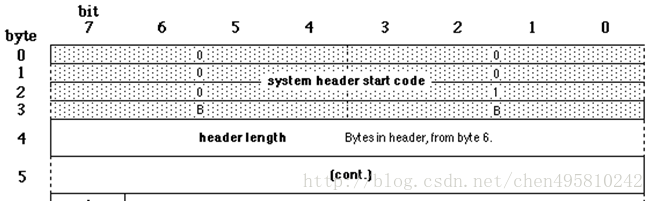 bit
byte 7 6 5 4 3 2 1 0
0 0 0
1 0 0
system header start code
2 0 1
3 B B
4 header length Bytes in header, from byte 6.
5 (cont.)
http://blog.csdn.net/chen495810242